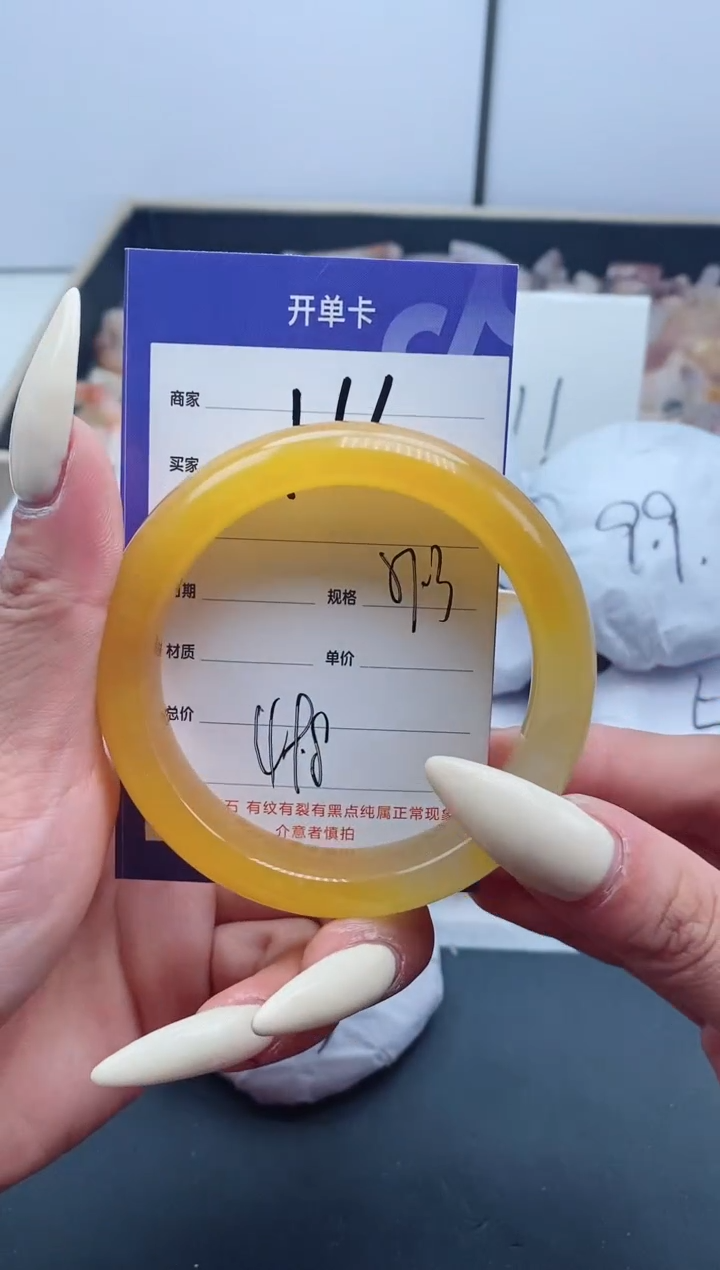 开单卡
商家
买家
期
规格
材质
单价
总价
石 有纹有裂有黑点纯属正常现象
介意者慎拍
99.